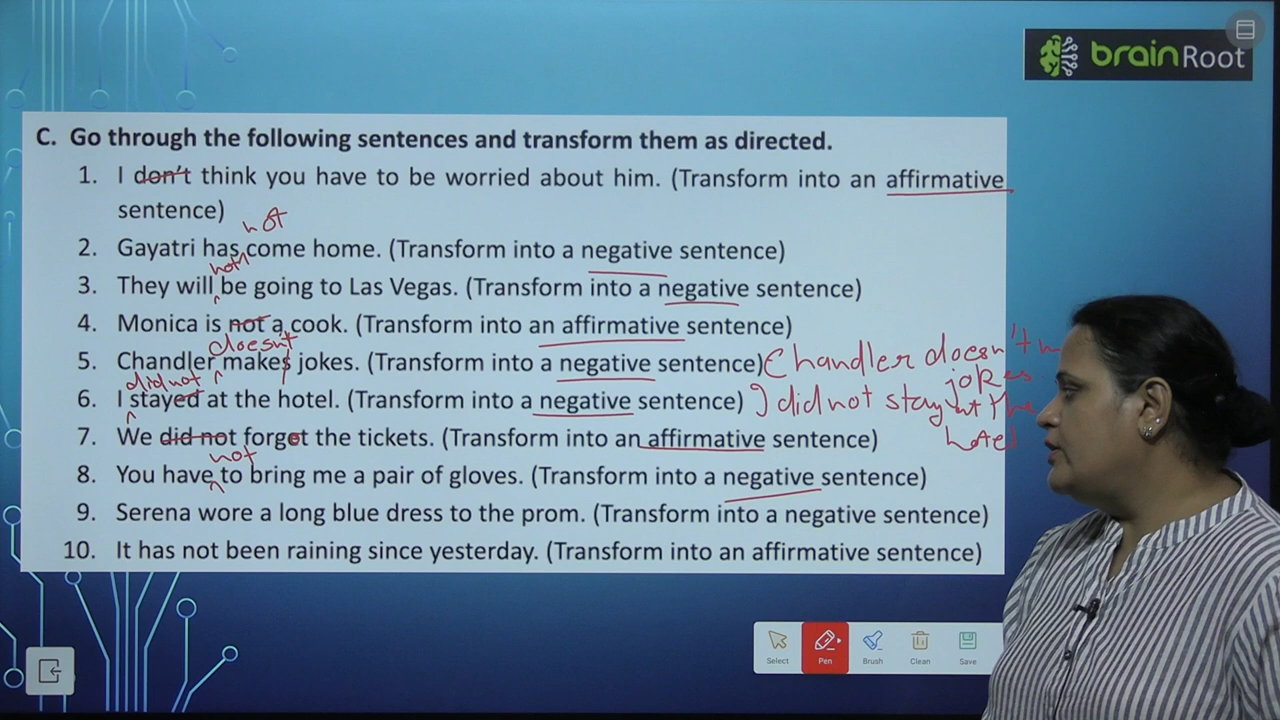 brainRoot
C. Go through the following sentences and transform them as directed.
1. I don't think you have to be worried about him. (Transform into an affirmative
sentence)
not
2. Gayatri has come home. (Transform into a negative sentence)
not
3. They will be going to Las Vegas. (Transform into a negative sentence)
4. Monica is not a cook. (Transform into an affirmative sentence)
doesn't
5. Chandler makes jokes. (Transform into a negative sentence) Chandler doesn't m
jokes
did not
6. I stayed at the hotel. (Transform into a negative sentence) I did not stay at the
hotel
7. We did not forget the tickets. (Transform into an affirmative sentence)
not
8. You have to bring me a pair of gloves. (Transform into a negative sentence)
9. Serena wore a long blue dress to the prom. (Transform into a negative sentence)
10. It has not been raining since yesterday. (Transform into an affirmative sentence)
Select Pen Brush Clean Save